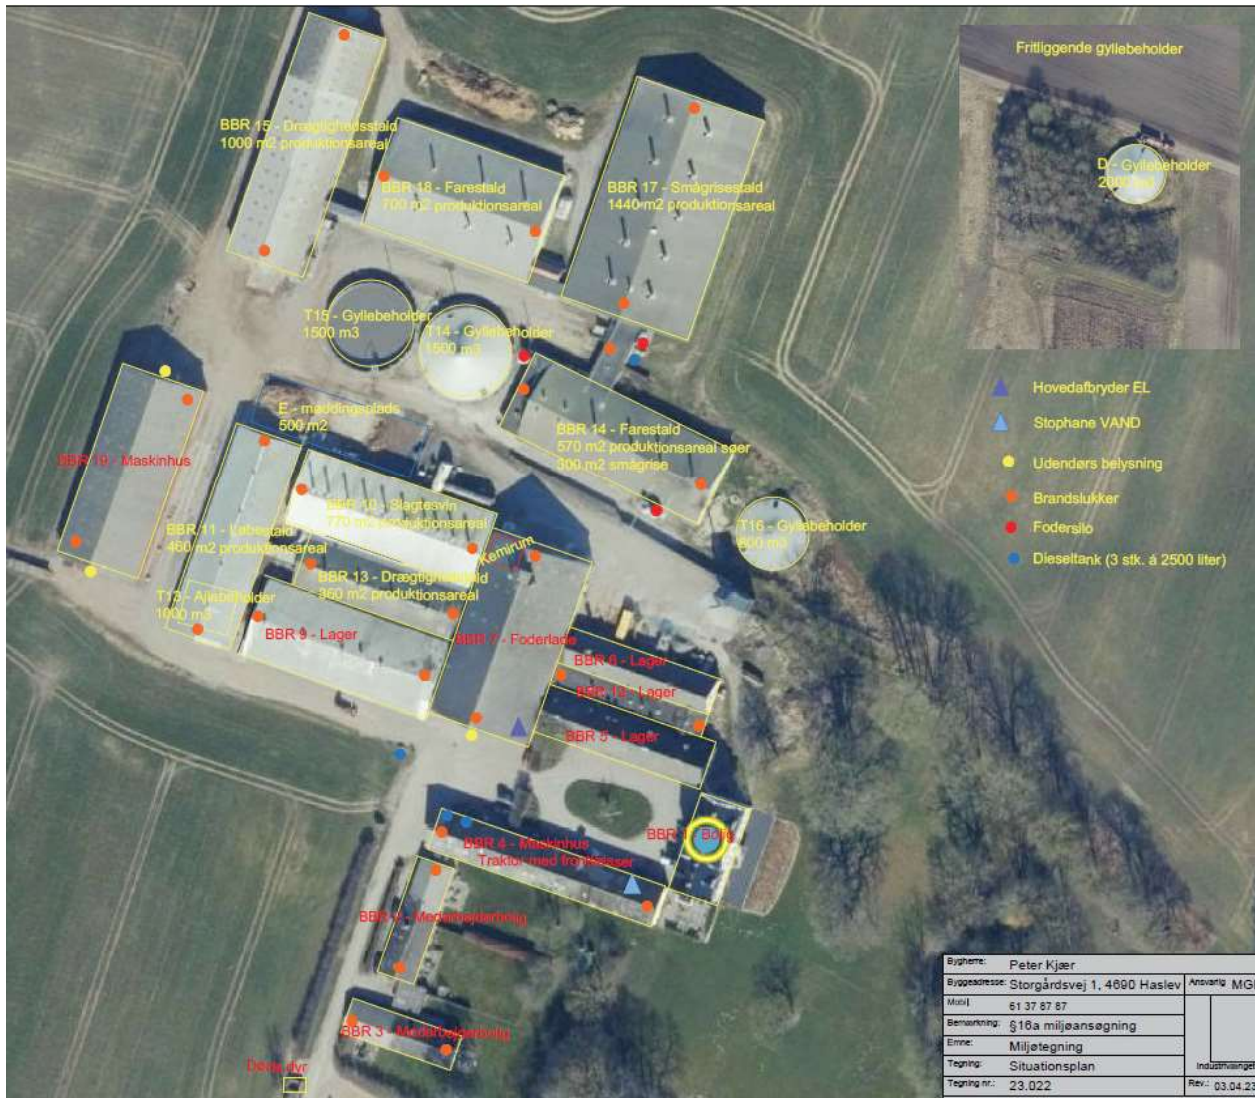 Fritliggende gyllebeholder
BBR 15 - Drægtighedsstald
1000 m2 produktionsareal
BBR 18 - Farestald
700 m2 produktionsareal
BBR 17 - Smågrisestald
1440 m2 produktionsareal
D - Gyllebeholder
2000 m3
T15 - Gyllebeholder
1500 m3
T14 - Gyllebeholder
1500 m3
E - møddingsplads
500 m2
BBR 14 - Farestald
570 m2 produktionsareal søer
300 m2 smågrise
BBR 19 - Maskinhus
BBR 10 - Slagtesvin
770 m2 produktionsareal
BBR 11 - Løbestald
460 m2 produktionsareal
Kemirum
T16 - Gyllebeholder
800 m3
BBR 13 - Drægtighedsstald
360 m2 produktionsareal
T13 - Ajlebeholder
1000 m3
BBR 9 - Lager
BBR 7 - Foderlade
BBR 6 - Lager
BBR 12 - Lager
BBR 5 - Lager
BBR 1 - Bolig
BBR 4 - Maskinhus
Traktor med frontlæsser
BBR 2 - Medarbejderbolig
BBR 3 - Medarbejderbolig
Døde dyr
Hovedafbryder EL
Stophane VAND
Udendørs belysning
Brandslukker
Fodersilo
Dieseltank (3 stk. á 2500 liter)
Bygherre: Peter Kjær
Byggeadresse: Storgårdsvej 1, 4690 Haslev Ansvarlig MG
Mobil 61 37 87 87
Bemærkning: §16a miljøansøgning
Emne: Miljøtegning
Tegning: Situationsplan
Tegning nr.: 23.022 Rev.: 03.04.23